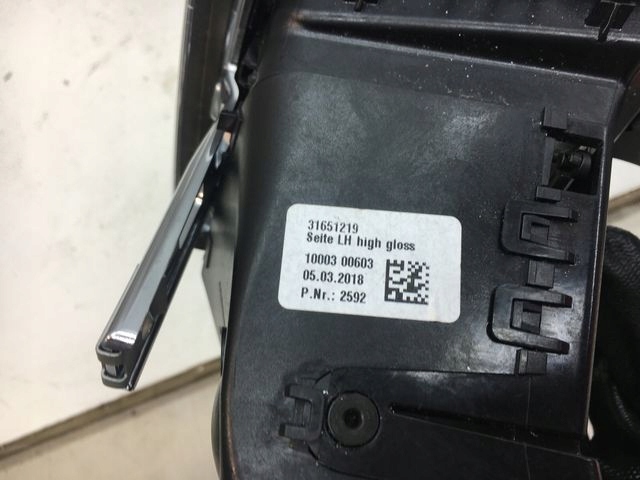 31651219
Seite LH high gloss
10003 00603
05.03.2018
P.Nr.: 2592